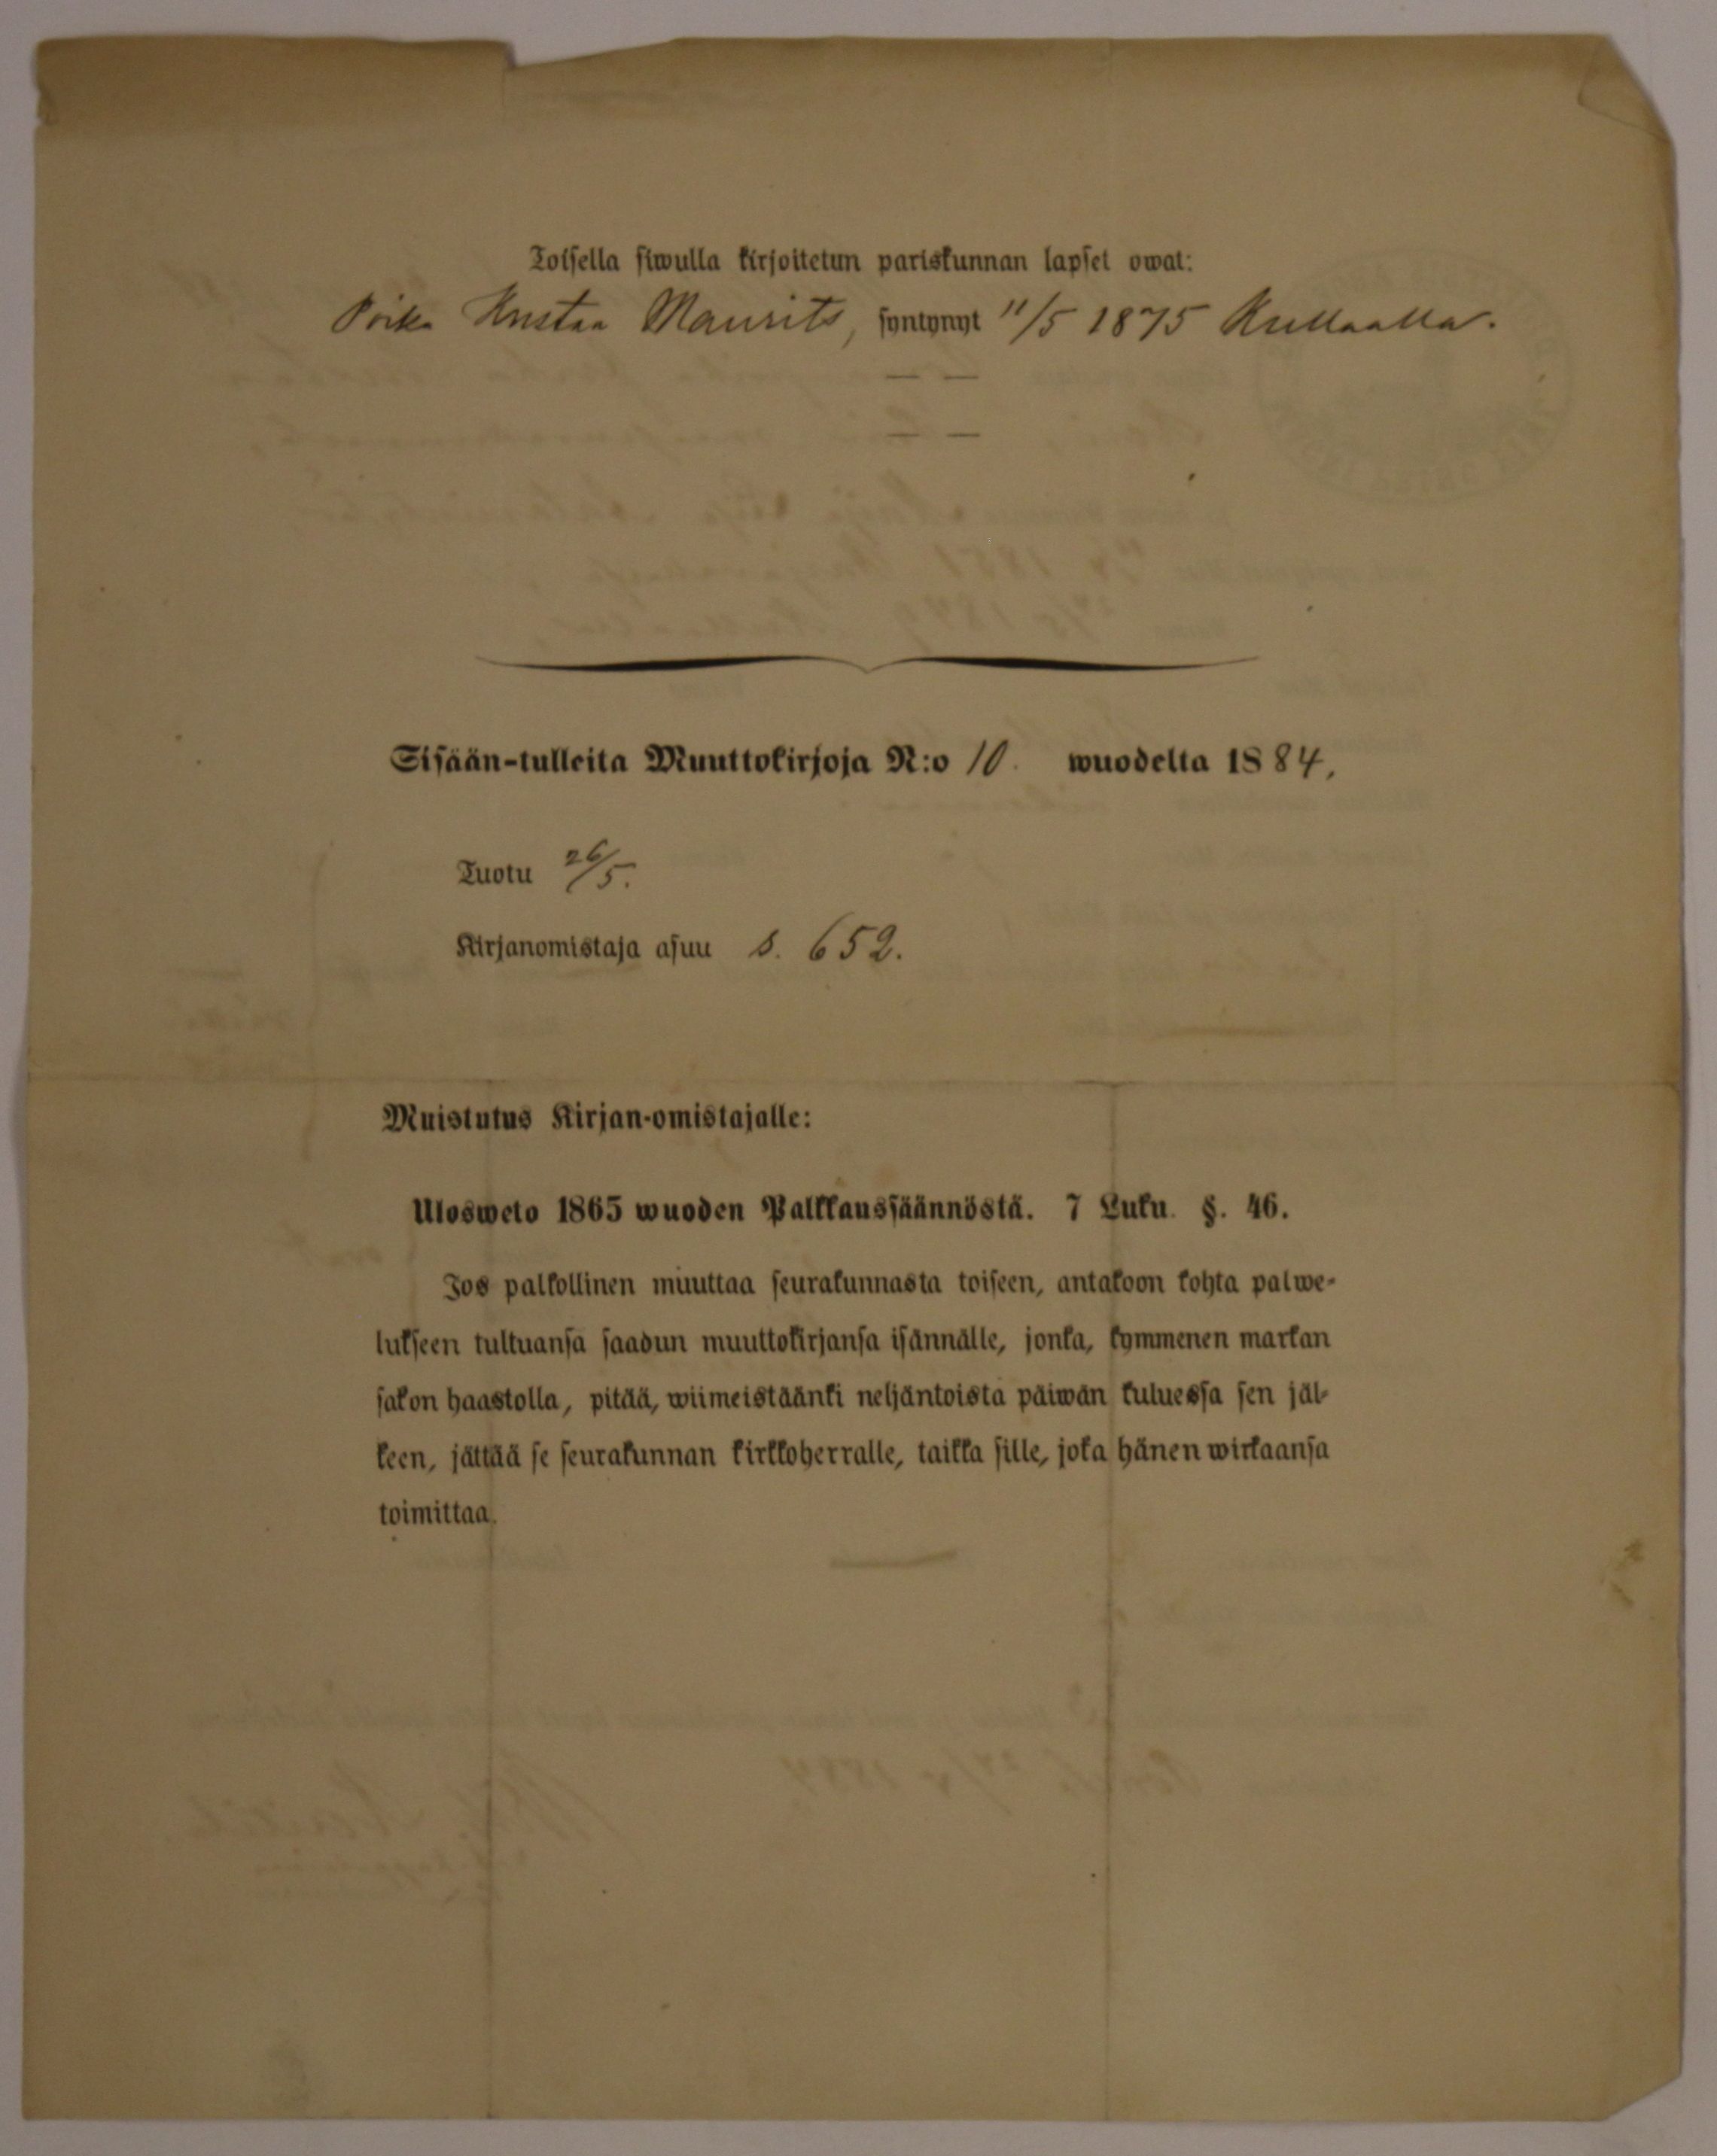 Toisella siwulla kirjoitetun pariskunnan lapset owat:
Poika Kustaa Maurits, syntynyt 11/5 1875 Kullaalla.
— —
— —
Sisään-tulleita Muuttokirjoja N:o 10. wuodelta 1884.
Tuotu 26/5.
Kirjanomistaja asuu s. 652.
Muistutus Kirjan-omistajalle:
Ulosweto 1865 wuoden Palkkaussäännöstä. 7 Luku. §. 46.
Jos palkollinen muuttaa seurakunnasta toiseen, antakoon kohta palwe-
lukseen tultuansa saadun muuttokirjansa isännälle, jonka, kymmenen markan
sakon haastolla, pitää, wiimeistäänki neljäntoista päiwän kuluessa sen jäl-
keen, jättää se seurakunnan kirkkoherralle, taikka sille, joka hänen wirkaansa
toimittaa.